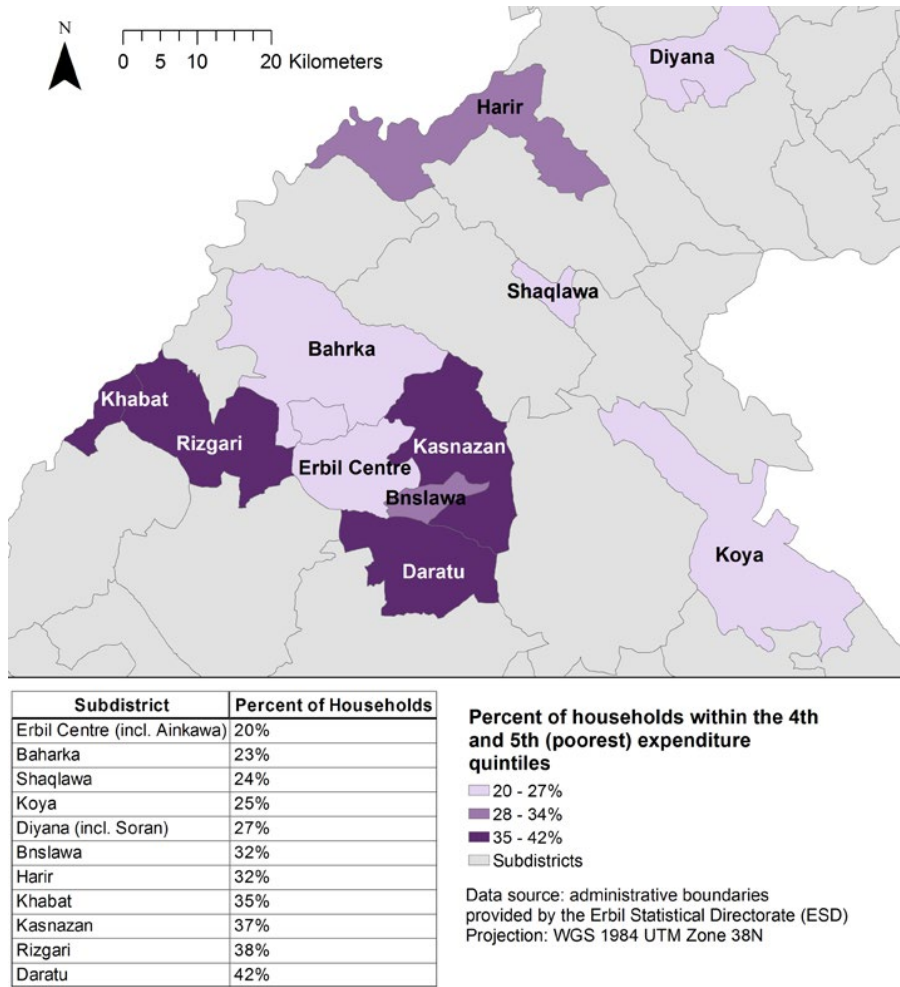 N
0 5 10 20 Kilometers
Diyana
Harir
Shaqlawa
Bahrka
Khabat
Rizgari
Kasnazan
Erbil Centre
Bnslawa
Koya
Daratu
Subdistrict Percent of Households
Erbil Centre (incl. Ainkawa) 20%
Baharka 23%
Shaqlawa 24%
Koya 25%
Diyana (incl. Soran) 27%
Bnslawa 32%
Harir 32%
Khabat 35%
Kasnazan 37%
Rizgari 38%
Daratu 42%
Percent of households within the 4th
and 5th (poorest) expenditure
quintiles
20 - 27%
28 - 34%
35 - 42%
Subdistricts
Data source: administrative boundaries
provided by the Erbil Statistical Directorate (ESD)
Projection: WGS 1984 UTM Zone 38N